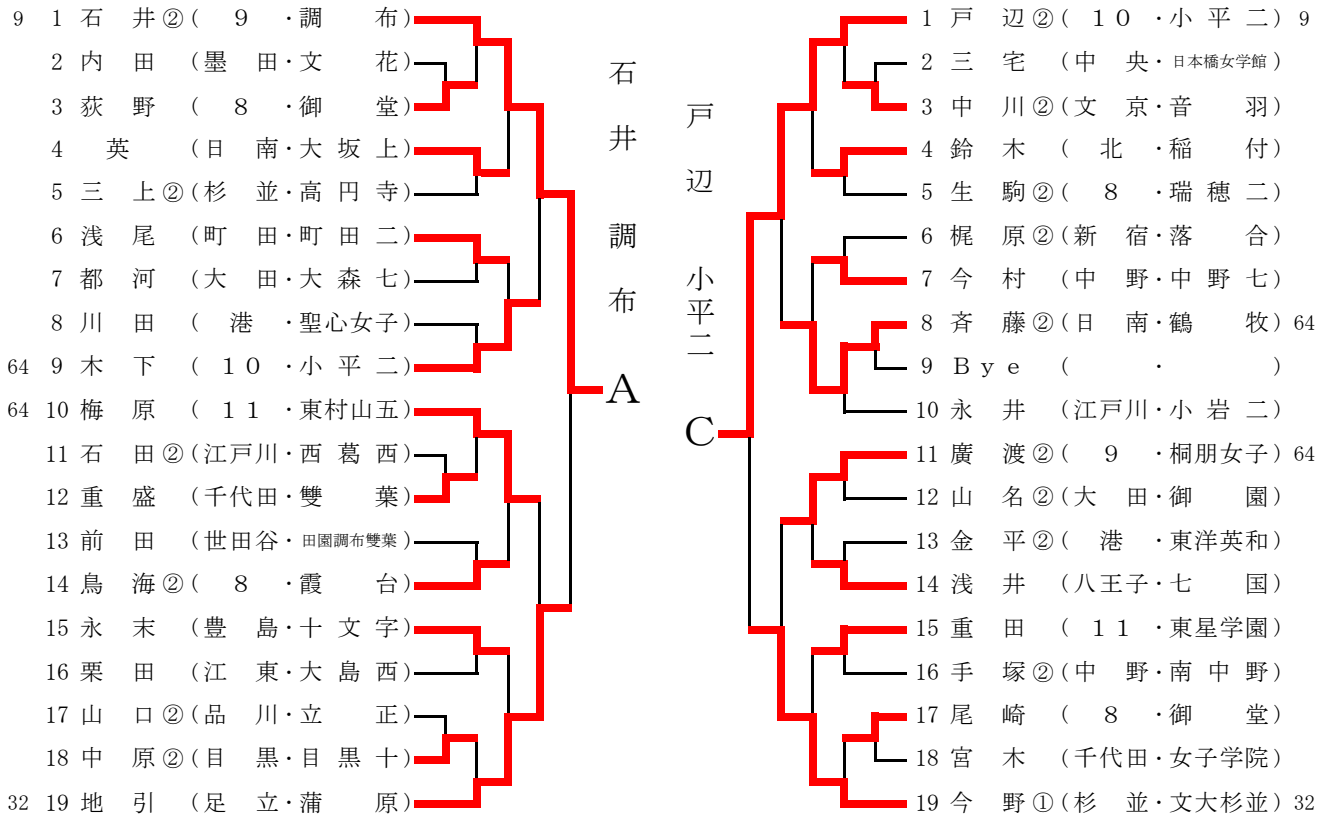 9 1 石 井②( 9 ・調 布)
2 内 田 (墨 田・文 花)
3 荻 野 ( 8 ・御 堂)
4 英 (日 南・大 坂 上)
5 三 上②(杉 並・高 円 寺)
6 浅 尾 (町 田・町 田 二)
7 都 河 (大 田・大 森 七)
8 川 田 ( 港 ・聖心女子)
64 9 木 下 ( 10 ・小 平 二)
64 10 梅 原 ( 11 ・東村山五)
11 石 田②(江戸川・西 葛 西)
12 重 盛 (千代田・雙 葉)
13 前 田 (世田谷・田園調布雙葉)
14 鳥 海②( 8 ・霞 台)
15 永 末 (豊 島・十 文 字)
16 栗 田 (江 東・大 島 西)
17 山 口②(品 川・立 正)
18 中 原②(目 黒・目 黒 十)
32 19 地 引 (足 立・蒲 原)
石井 調布
A
戸辺 小平二
C
1 戸 辺②( 10 ・小 平 二) 9
2 三 宅 (中 央・日本橋女学館)
3 中 川②(文 京・音 羽)
4 鈴 木 ( 北 ・稲 付)
5 生 駒②( 8 ・瑞 穂 二)
6 梶 原②(新 宿・落 合)
7 今 村 (中 野・中 野 七)
8 斉 藤②(日 南・鶴 牧) 64
9 Bye ( ・ )
10 永 井 (江戸川・小 岩 二)
11 廣 渡②( 9 ・桐朋女子) 64
12 山 名②(大 田・御 園)
13 金 平②( 港 ・東洋英和)
14 浅 井 (八王子・七 国)
15 重 田 ( 11 ・東星学園)
16 手 塚②(中 野・南 中 野)
17 尾 崎 ( 8 ・御 堂)
18 宮 木 (千代田・女子学院)
19 今 野①(杉 並・文大杉並) 32